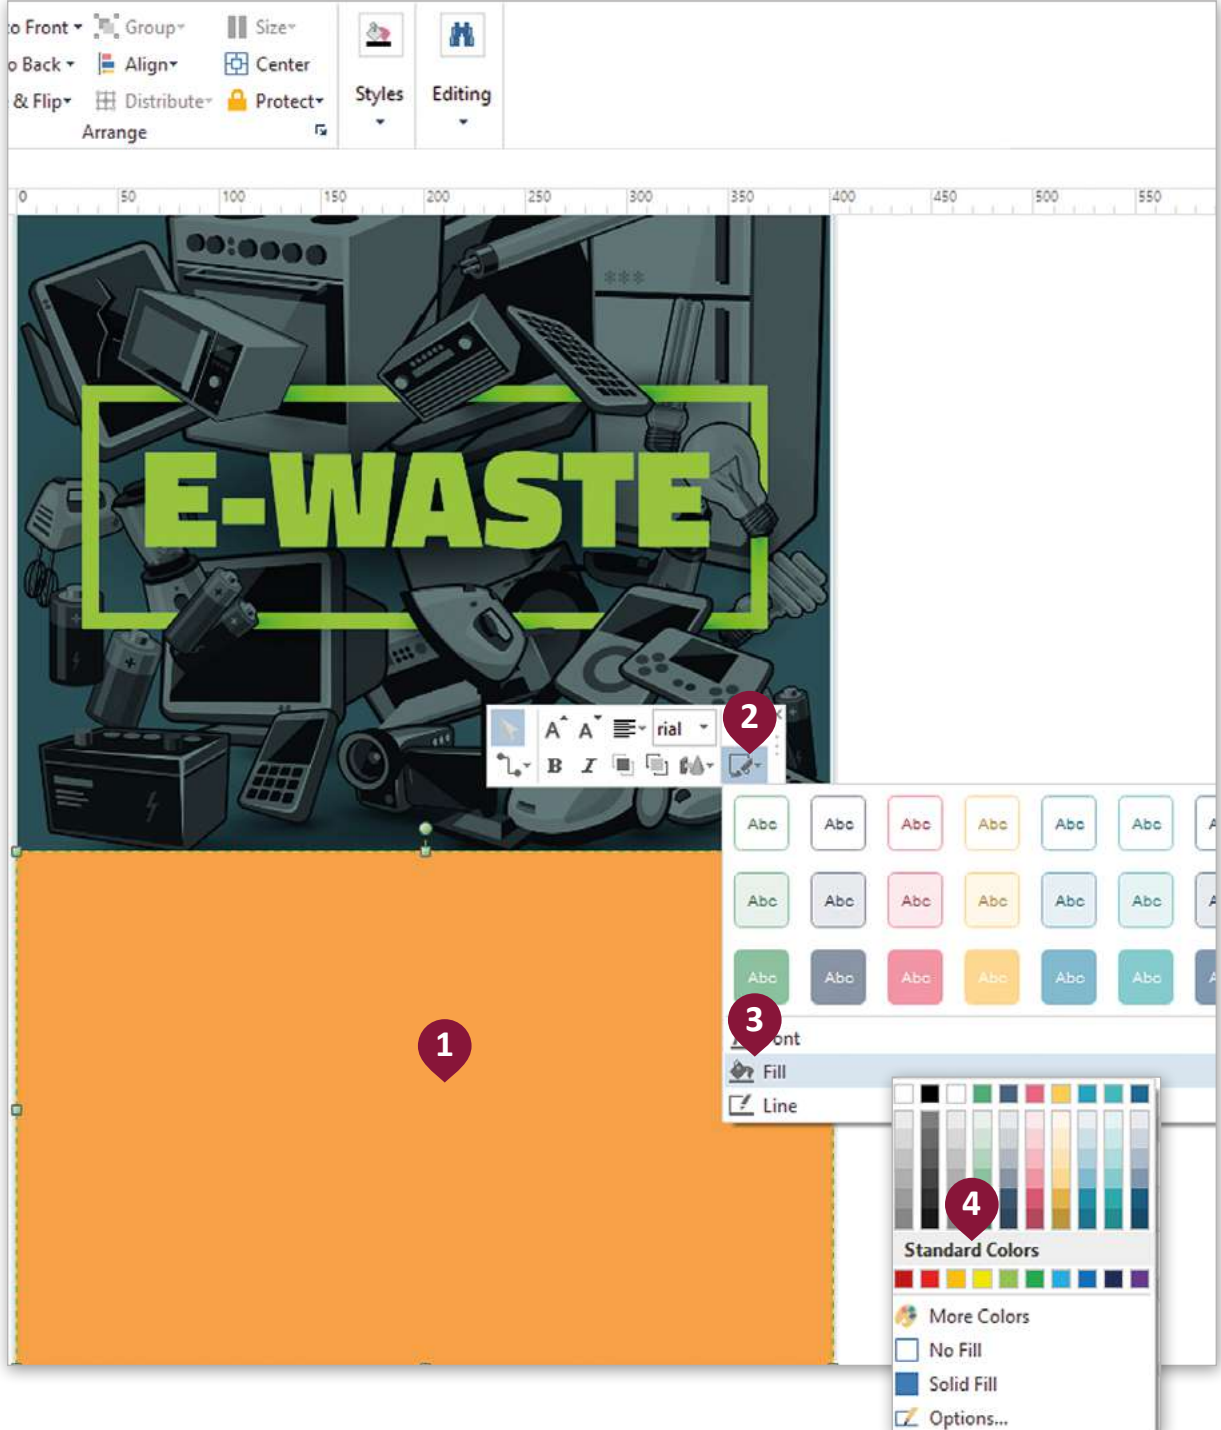 to Front
Group
Size
to Back
Align
Center
& Flip
Distribute
Protect
Arrange
Styles
Editing
0 50 100 150 200 250 300 350 400 450 500 550
E-WASTE
2
A A rial
B I
Abc Abc Abc Abc Abc Abc A
Abc Abc Abc Abc Abc Abc A
Abc Abc Abc Abc Abc Abc A
3
ont
Fill
Line
1
4
Standard Colors
More Colors
No Fill
Solid Fill
Options...